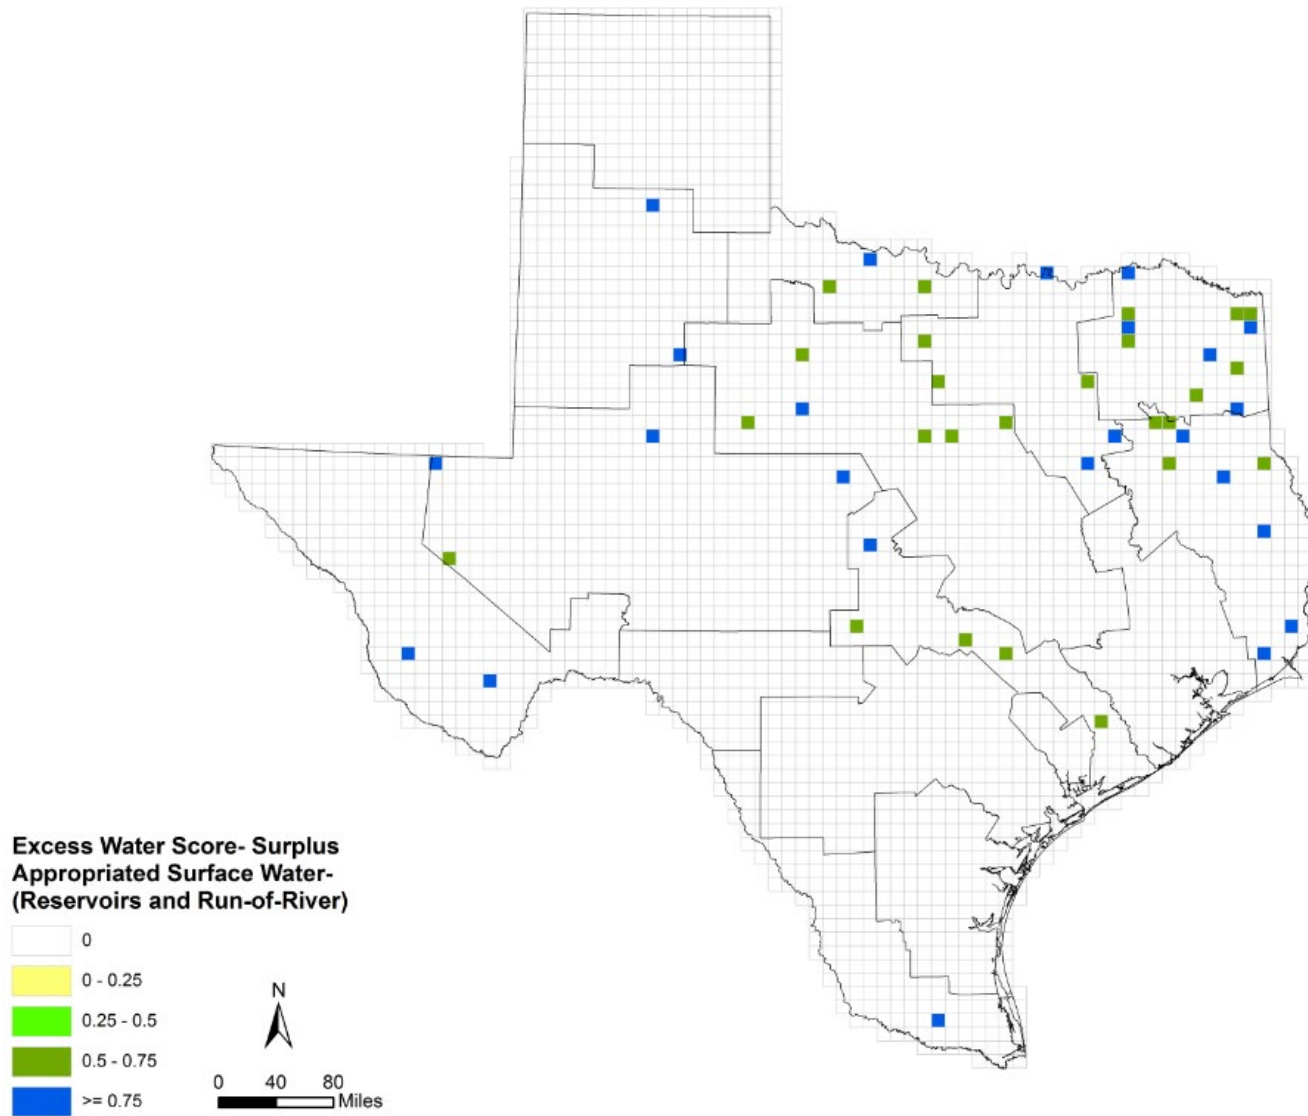 Excess Water Score- Surplus
Appropriated Surface Water-
(Reservoirs and Run-of-River)
0
0 - 0.25
0.25 - 0.5
0.5 - 0.75
>= 0.75
N
0 40 80
Miles